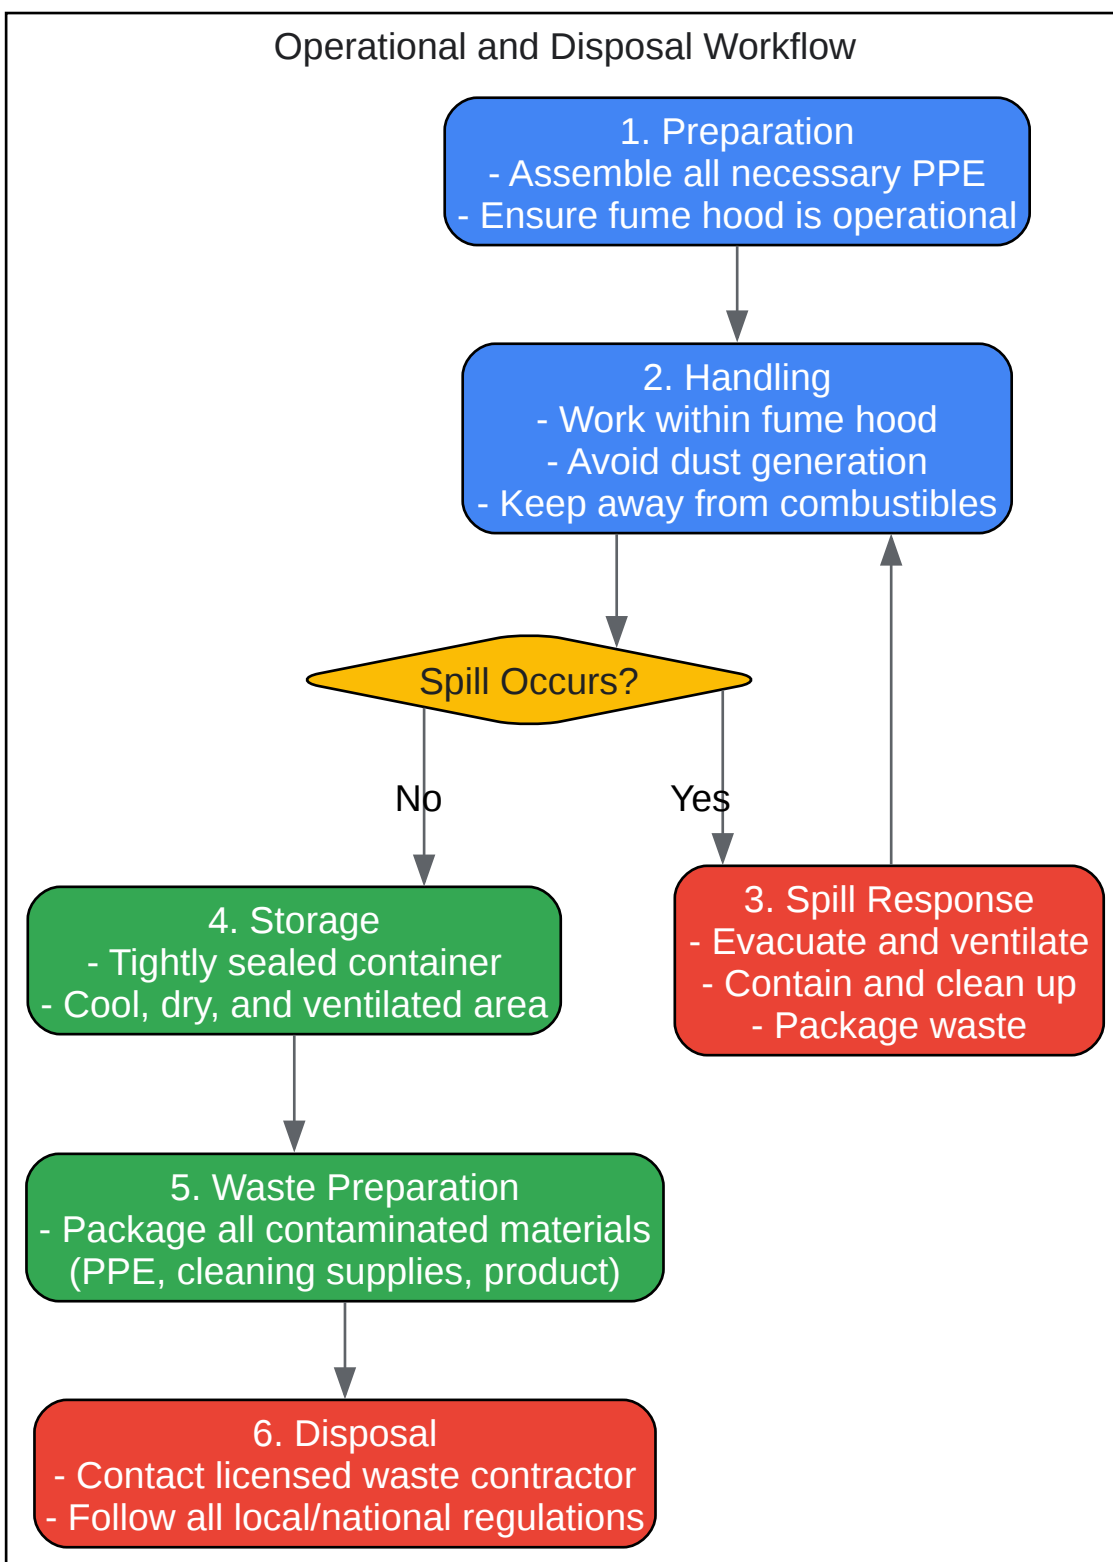 Operational and Disposal Workflow
1. Preparation
- Assemble all necessary PPE
- Ensure fume hood is operational
2. Handling
- Work within fume hood
- Avoid dust generation
- Keep away from combustibles
Spill Occurs?
No
Yes
3. Spill Response
- Evacuate and ventilate
- Contain and clean up
- Package waste
4. Storage
- Tightly sealed container
- Cool, dry, and ventilated area
5. Waste Preparation
- Package all contaminated materials
(PPE, cleaning supplies, product)
6. Disposal
- Contact licensed waste contractor
- Follow all local/national regulations